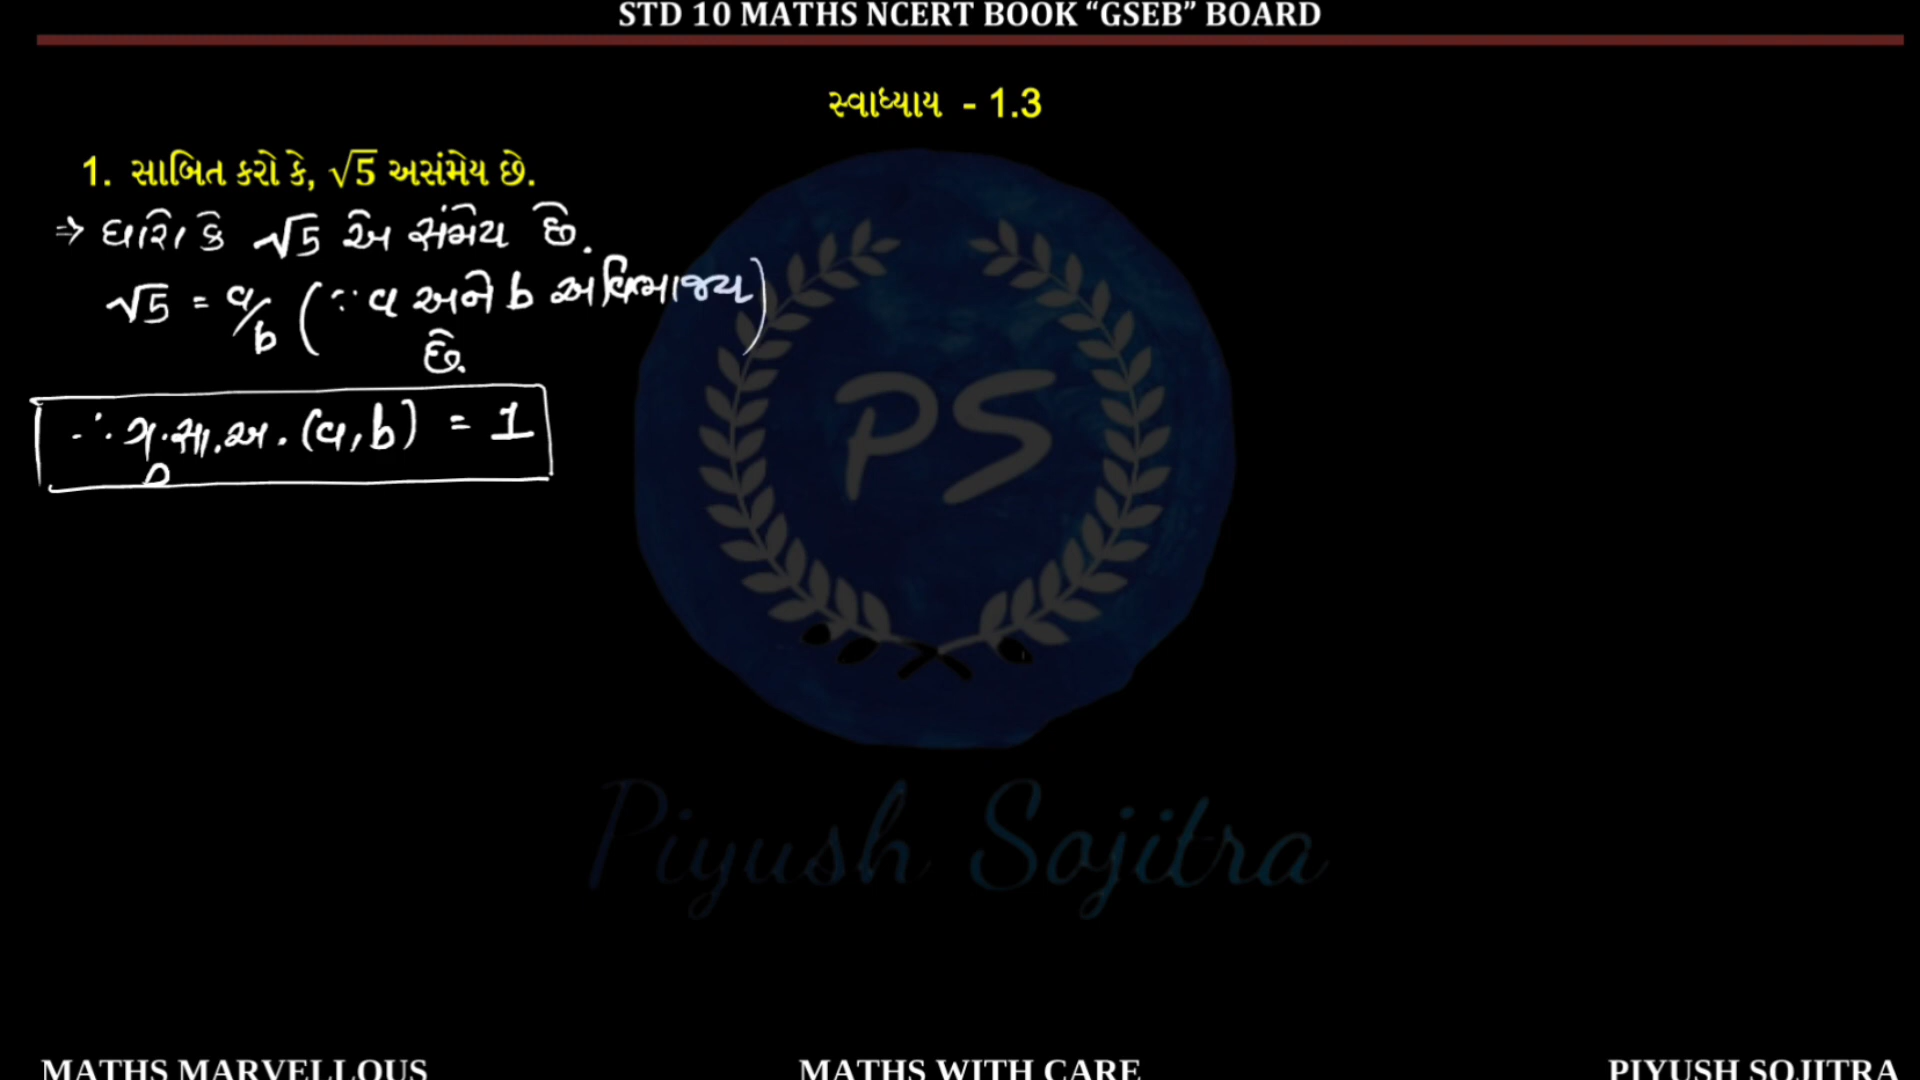 STD 10 MATHS NCERT BOOK “GSEB” BOARD
સ્વાધ્યાય - 1.3
1. સાબિત કરો કે, √5 અસંમેય છે.
⇒ ધારો કે √5 એ સંમેય છે.
√5 = a/b (∵ a અને b અવિભાજ્ય)
છે.
∴ ગુ.સા.અ. (a, b) = 1
PS
Piyush Sojitra
MATHS MARVELLOUS MATHS WITH CARE PIYUSH SOJITRA